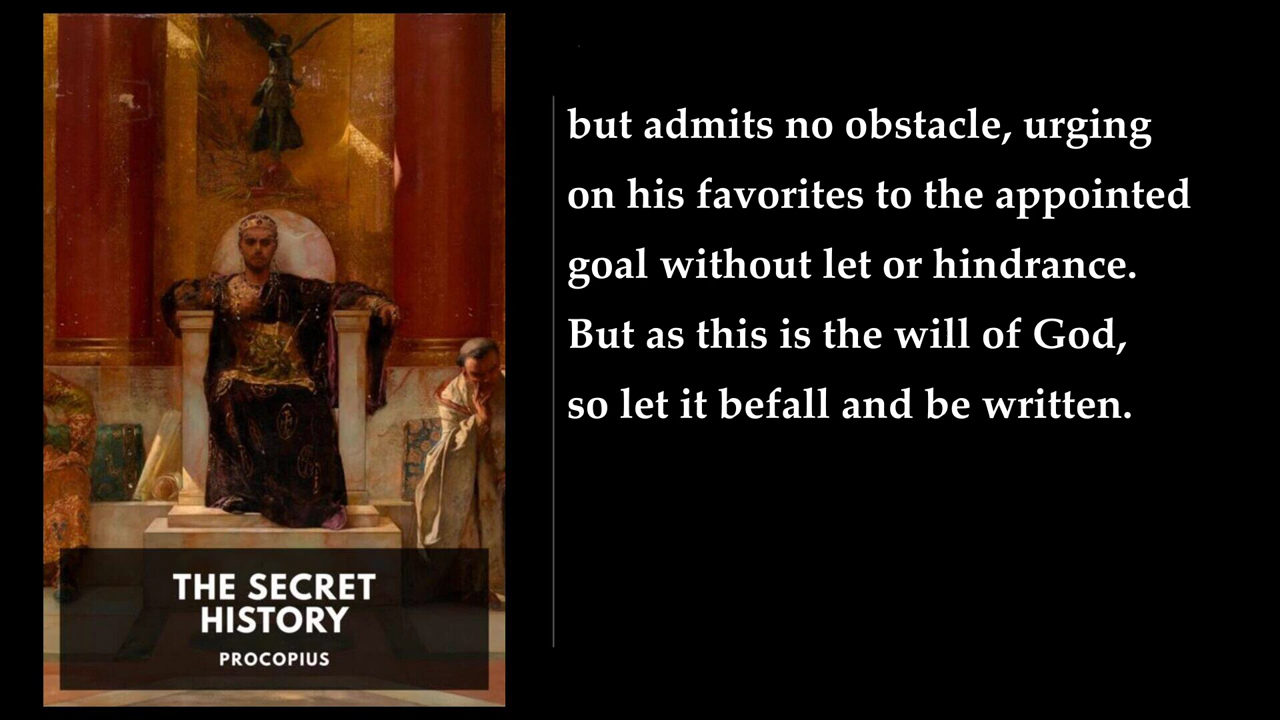 THE SECRET
HISTORY
PROCOPIUS
but admits no obstacle, urging
on his favorites to the appointed
goal without let or hindrance.
But as this is the will of God,
so let it befall and be written.